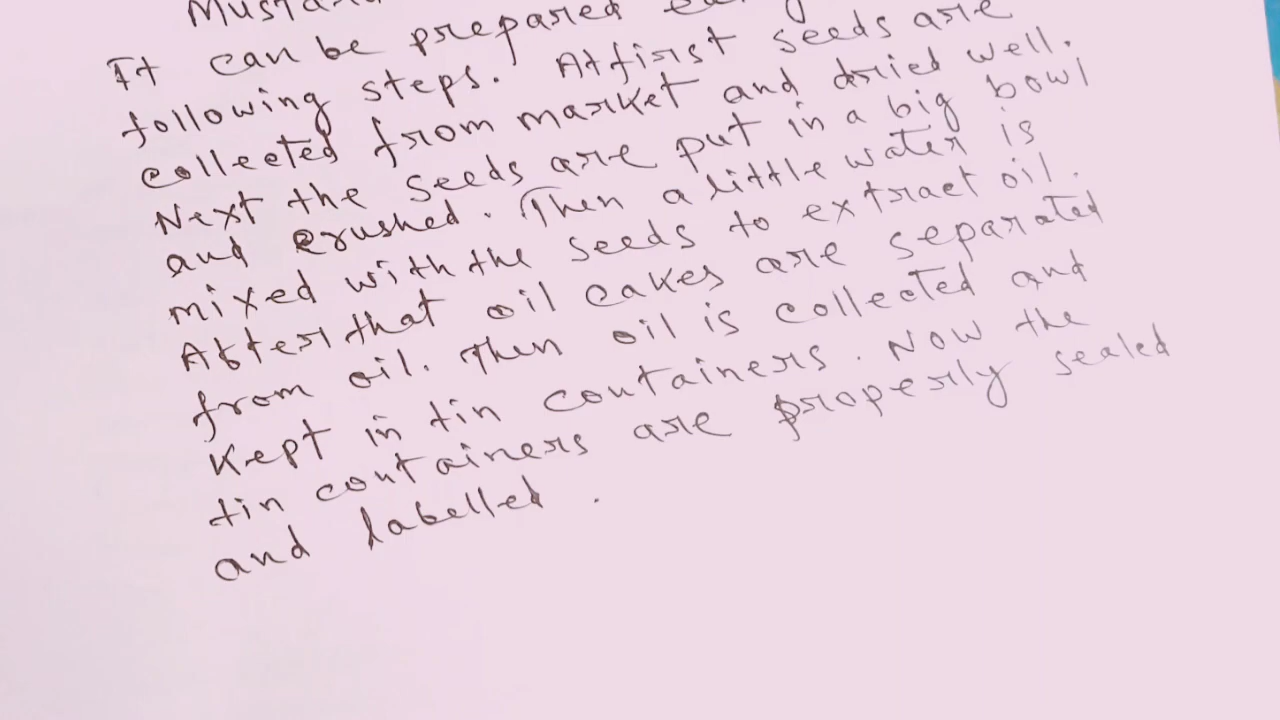 It can be prepared
following steps. At first seeds are
collected from market and dried well.
Next the seeds are put in a big bowl
and crushed. Then a little water is
mixed with the seeds to extract oil.
After that oil cakes are separated
from oil. Then oil is collected and
Kept in tin containers. Now the
tin containers are properly sealed
and labelled.